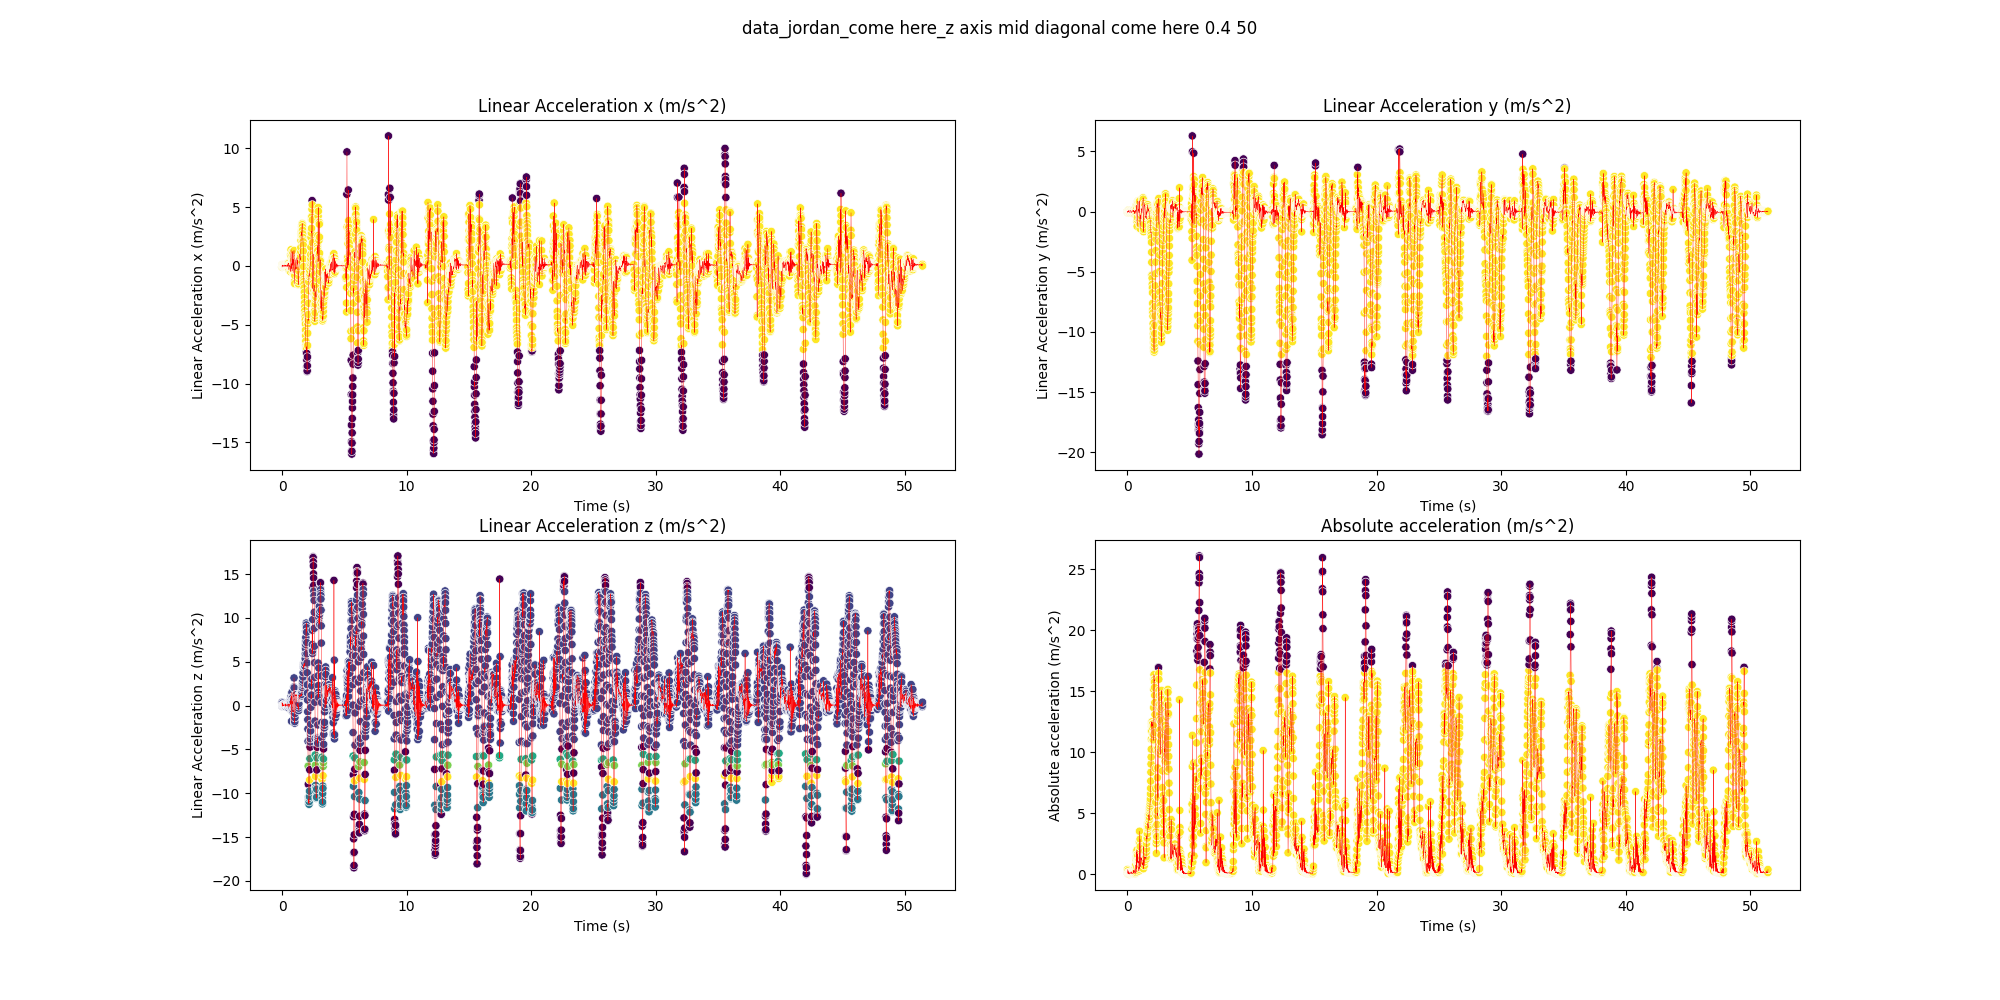 data_jordan_come here_z axis mid diagonal come here 0.4 50
Linear Acceleration x (m/s^2)
Linear Acceleration x (m/s^2)
10
5
0
−5
−10
−15
0 10 20 30 40 50
Time (s)
Linear Acceleration y (m/s^2)
Linear Acceleration y (m/s^2)
5
0
−5
−10
−15
−20
0 10 20 30 40 50
Time (s)
Linear Acceleration z (m/s^2)
Linear Acceleration z (m/s^2)
15
10
5
0
−5
−10
−15
−20
0 10 20 30 40 50
Time (s)
Absolute acceleration (m/s^2)
Absolute acceleration (m/s^2)
25
20
15
10
5
0
0 10 20 30 40 50
Time (s)